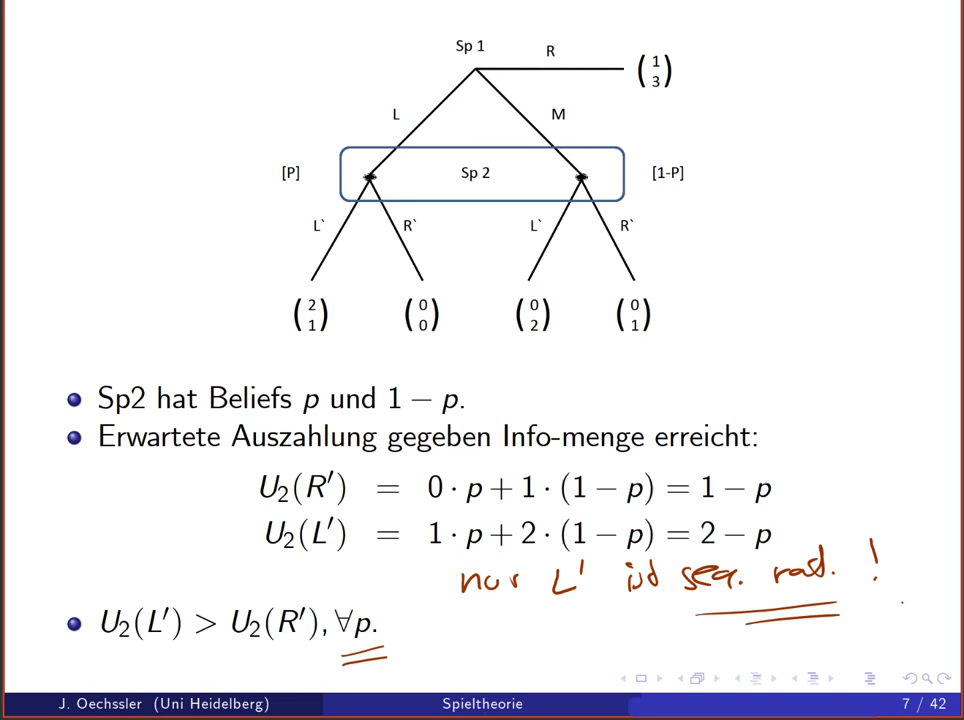 Sp 1
R
( 1 3 )
L
M
[P]
Sp 2
[1-P]
L`
R`
L`
R`
( 2 1 )
( 0 0 )
( 0 2 )
( 0 1 )
Sp2 hat Beliefs p und 1 − p.
Erwartete Auszahlung gegeben Info-menge erreicht:
U₂(R′) = 0 · p + 1 · (1 − p) = 1 − p
U₂(L′) = 1 · p + 2 · (1 − p) = 2 − p
nur L' ist seq. rat. !
U₂(L′) > U₂(R′), ∀p.
J. Oechssler (Uni Heidelberg) Spieltheorie 7 / 42